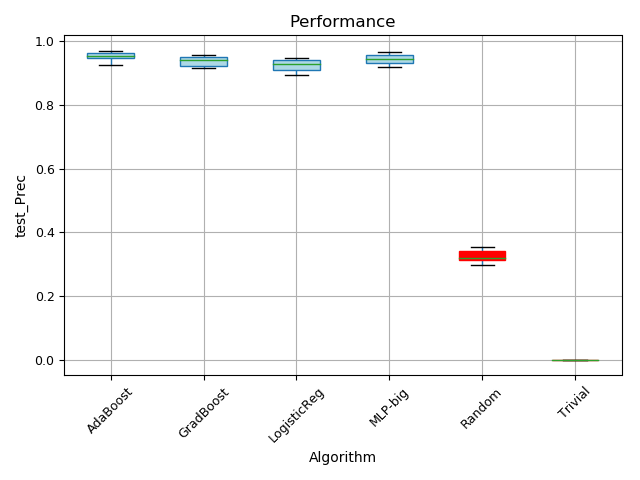 Performance
1.0
0.8
0.6
0.4
0.2
0.0
test_Prec
AdaBoost
GradBoost
LogisticReg
MLP-big
Random
Trivial
Algorithm